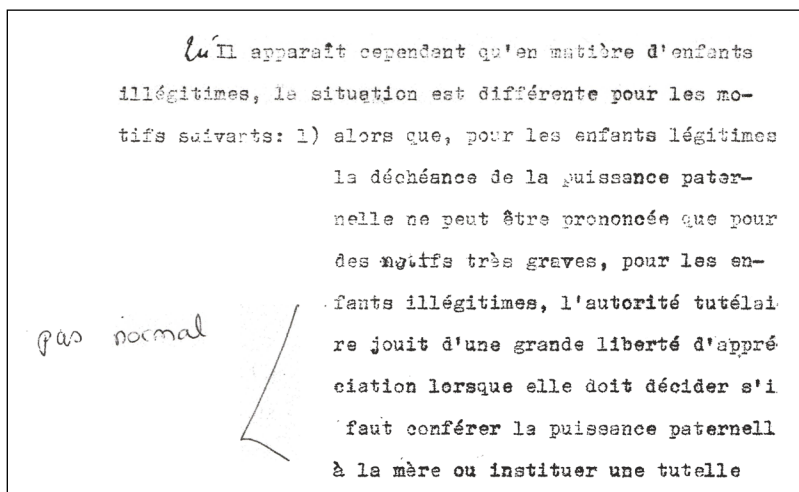 Qu'Il apparaît cependant qu'en matière d'enfants
illégitimes, la situation est différente pour les mo-
tifs suivants: 1) alors que, pour les enfants légitimes
la déchéance de la puissance pater-
nelle ne peut être prononcée que pour
des motifs très graves, pour les en-
fants illégitimes, l'autorité tutélai
pas normal
re jouit d'une grande liberté d'appré
ciation lorsque elle doit décider s'i
faut conférer la puissance paternell
à la mère ou instituer une tutelle